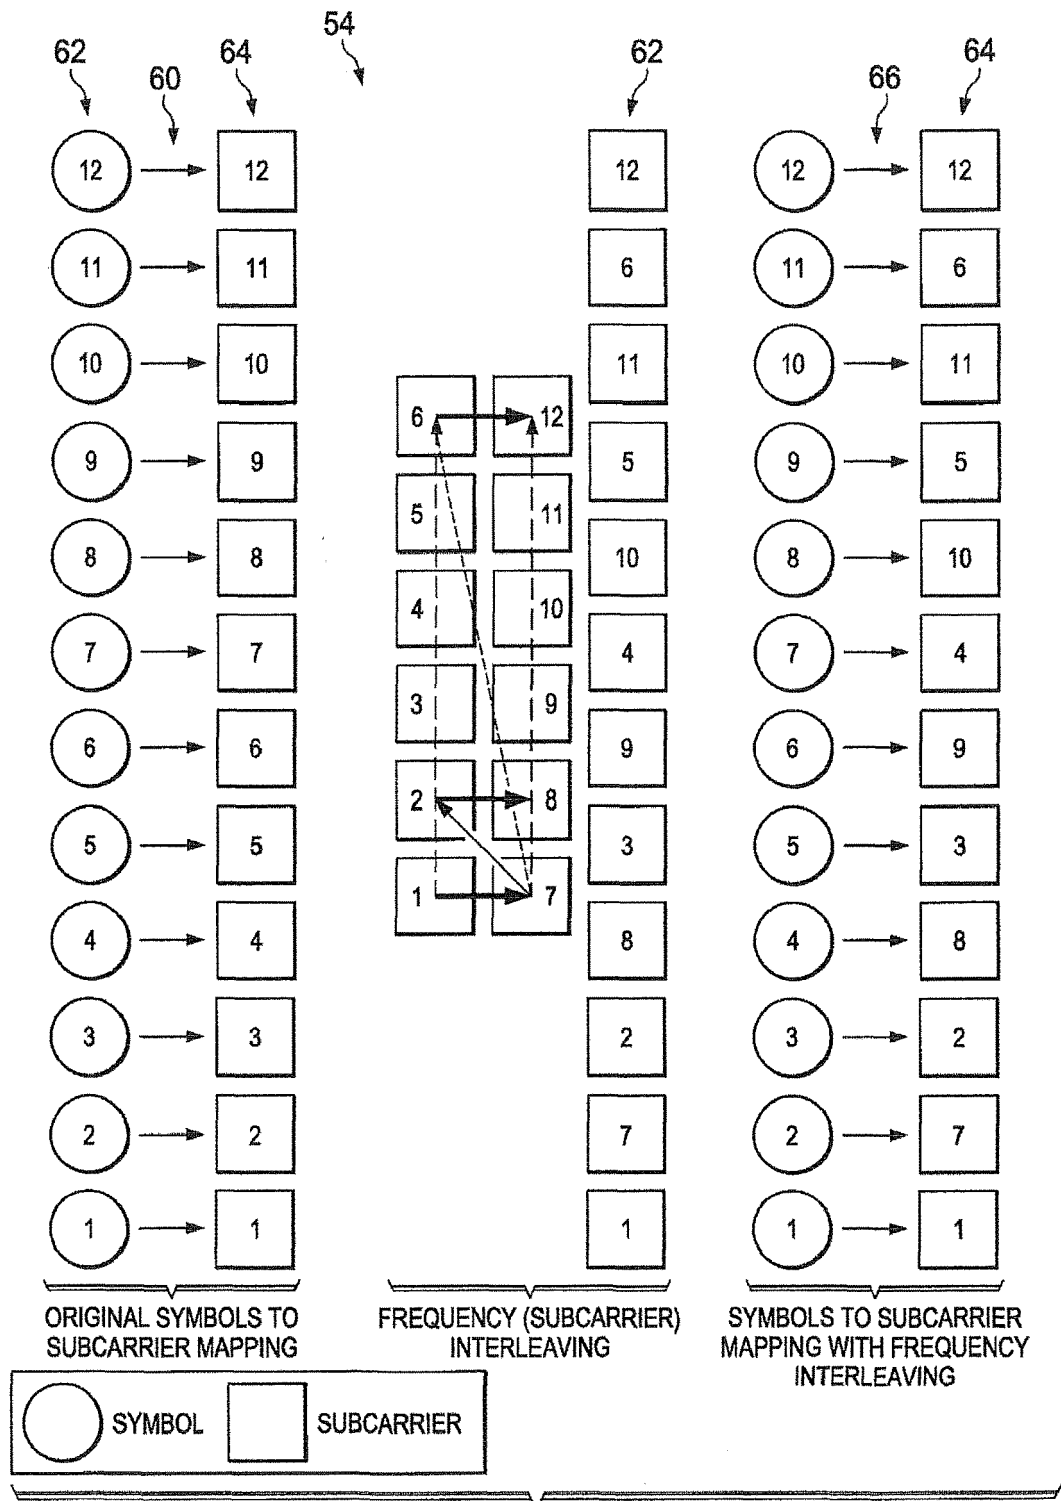 54
62
60
64
62
66
64
12 12 12 12 12
11 11 6 11 6
10 10 11 10 11
6 12
9 9 5 9 5
5 11
8 8 10 8 10
4 10
7 7 4 7 4
3 9
6 6 9 6 9
2 8
5 5 3 5 3
1 7
4 4 8 4 8
3 3 2 3 2
2 2 7 2 7
1 1 1 1 1
ORIGINAL SYMBOLS TO
SUBCARRIER MAPPING
FREQUENCY (SUBCARRIER)
INTERLEAVING
SYMBOLS TO SUBCARRIER
MAPPING WITH FREQUENCY
INTERLEAVING
SYMBOL
SUBCARRIER